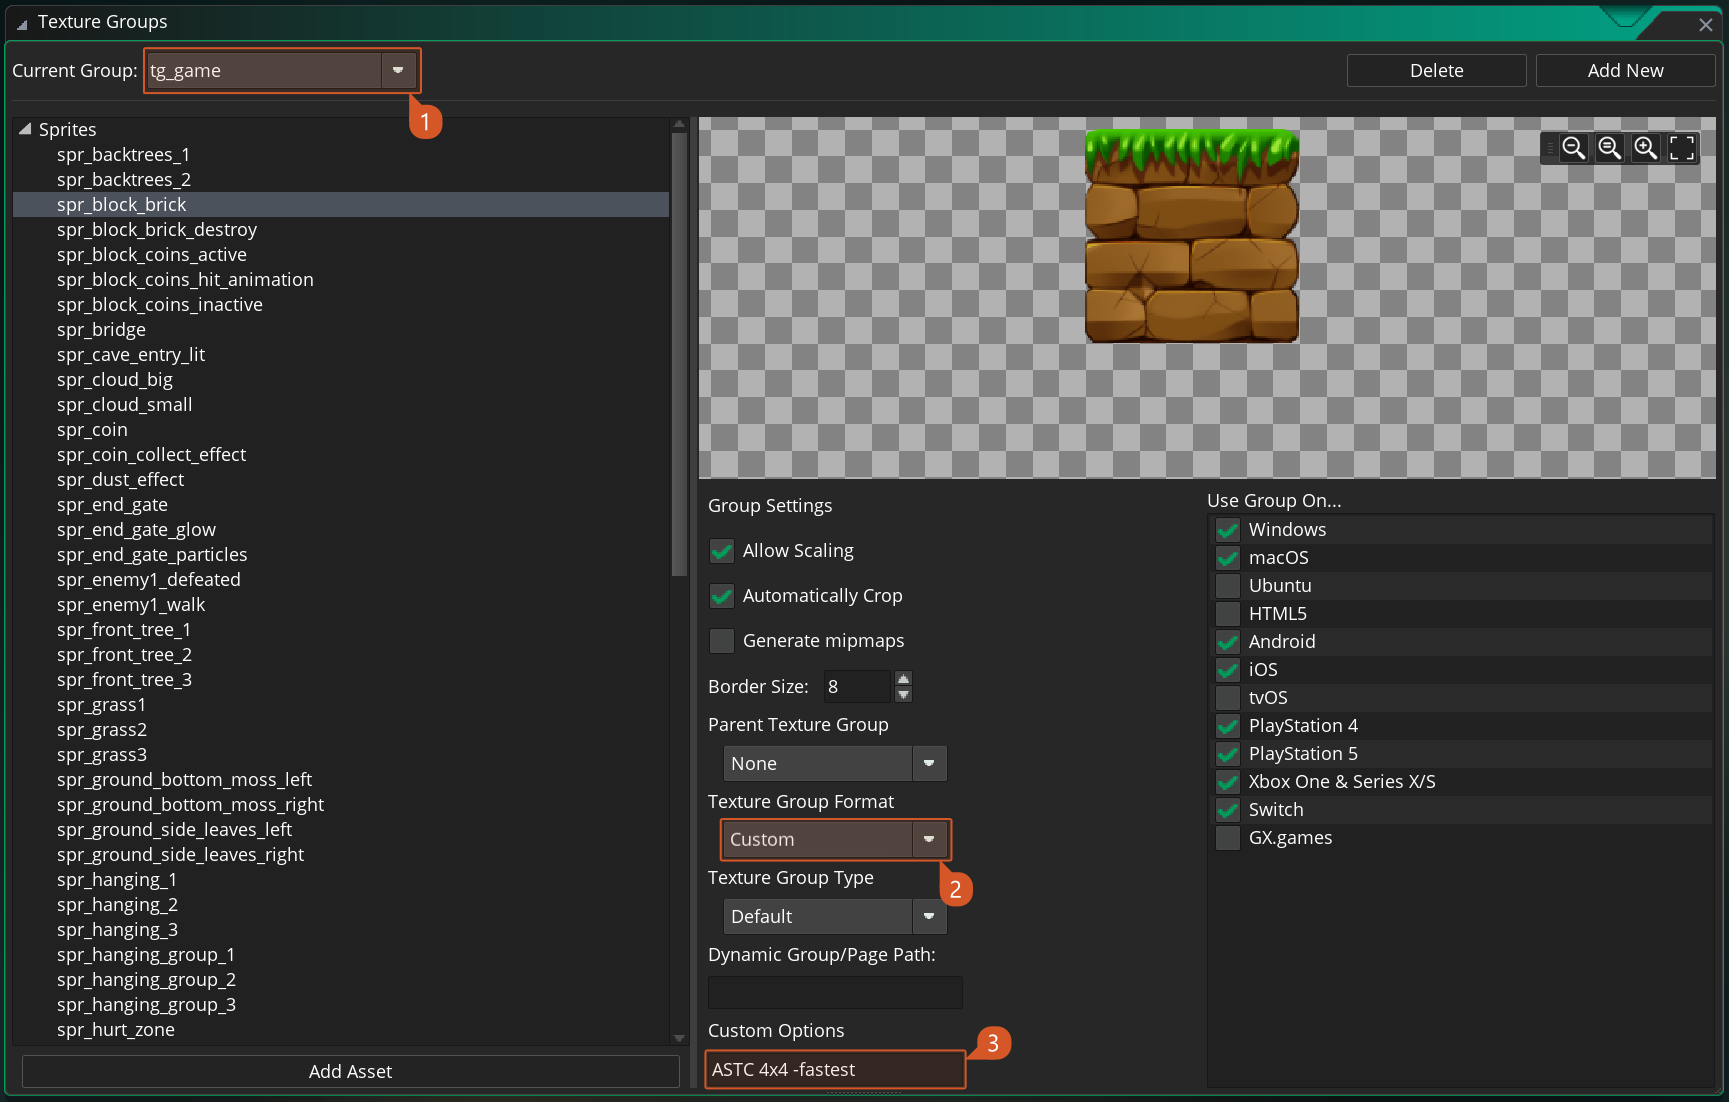 Texture Groups
Current Group: tg_game
Delete
Add New
1
Sprites
spr_backtrees_1
spr_backtrees_2
spr_block_brick
spr_block_brick_destroy
spr_block_coins_active
spr_block_coins_hit_animation
spr_block_coins_inactive
spr_bridge
spr_cave_entry_lit
spr_cloud_big
spr_cloud_small
spr_coin
spr_coin_collect_effect
spr_dust_effect
spr_end_gate
spr_end_gate_glow
spr_end_gate_particles
spr_enemy1_defeated
spr_enemy1_walk
spr_front_tree_1
spr_front_tree_2
spr_front_tree_3
spr_grass1
spr_grass2
spr_grass3
spr_ground_bottom_moss_left
spr_ground_bottom_moss_right
spr_ground_side_leaves_left
spr_ground_side_leaves_right
spr_hanging_1
spr_hanging_2
spr_hanging_3
spr_hanging_group_1
spr_hanging_group_2
spr_hanging_group_3
spr_hurt_zone
Add Asset
Group Settings
Allow Scaling
Automatically Crop
Generate mipmaps
Border Size: 8
Parent Texture Group
None
Texture Group Format
Custom
2
Texture Group Type
Default
Dynamic Group/Page Path:
Custom Options
3
ASTC 4x4 -fastest
Use Group On...
Windows
macOS
Ubuntu
HTML5
Android
iOS
tvOS
PlayStation 4
PlayStation 5
Xbox One & Series X/S
Switch
GX.games